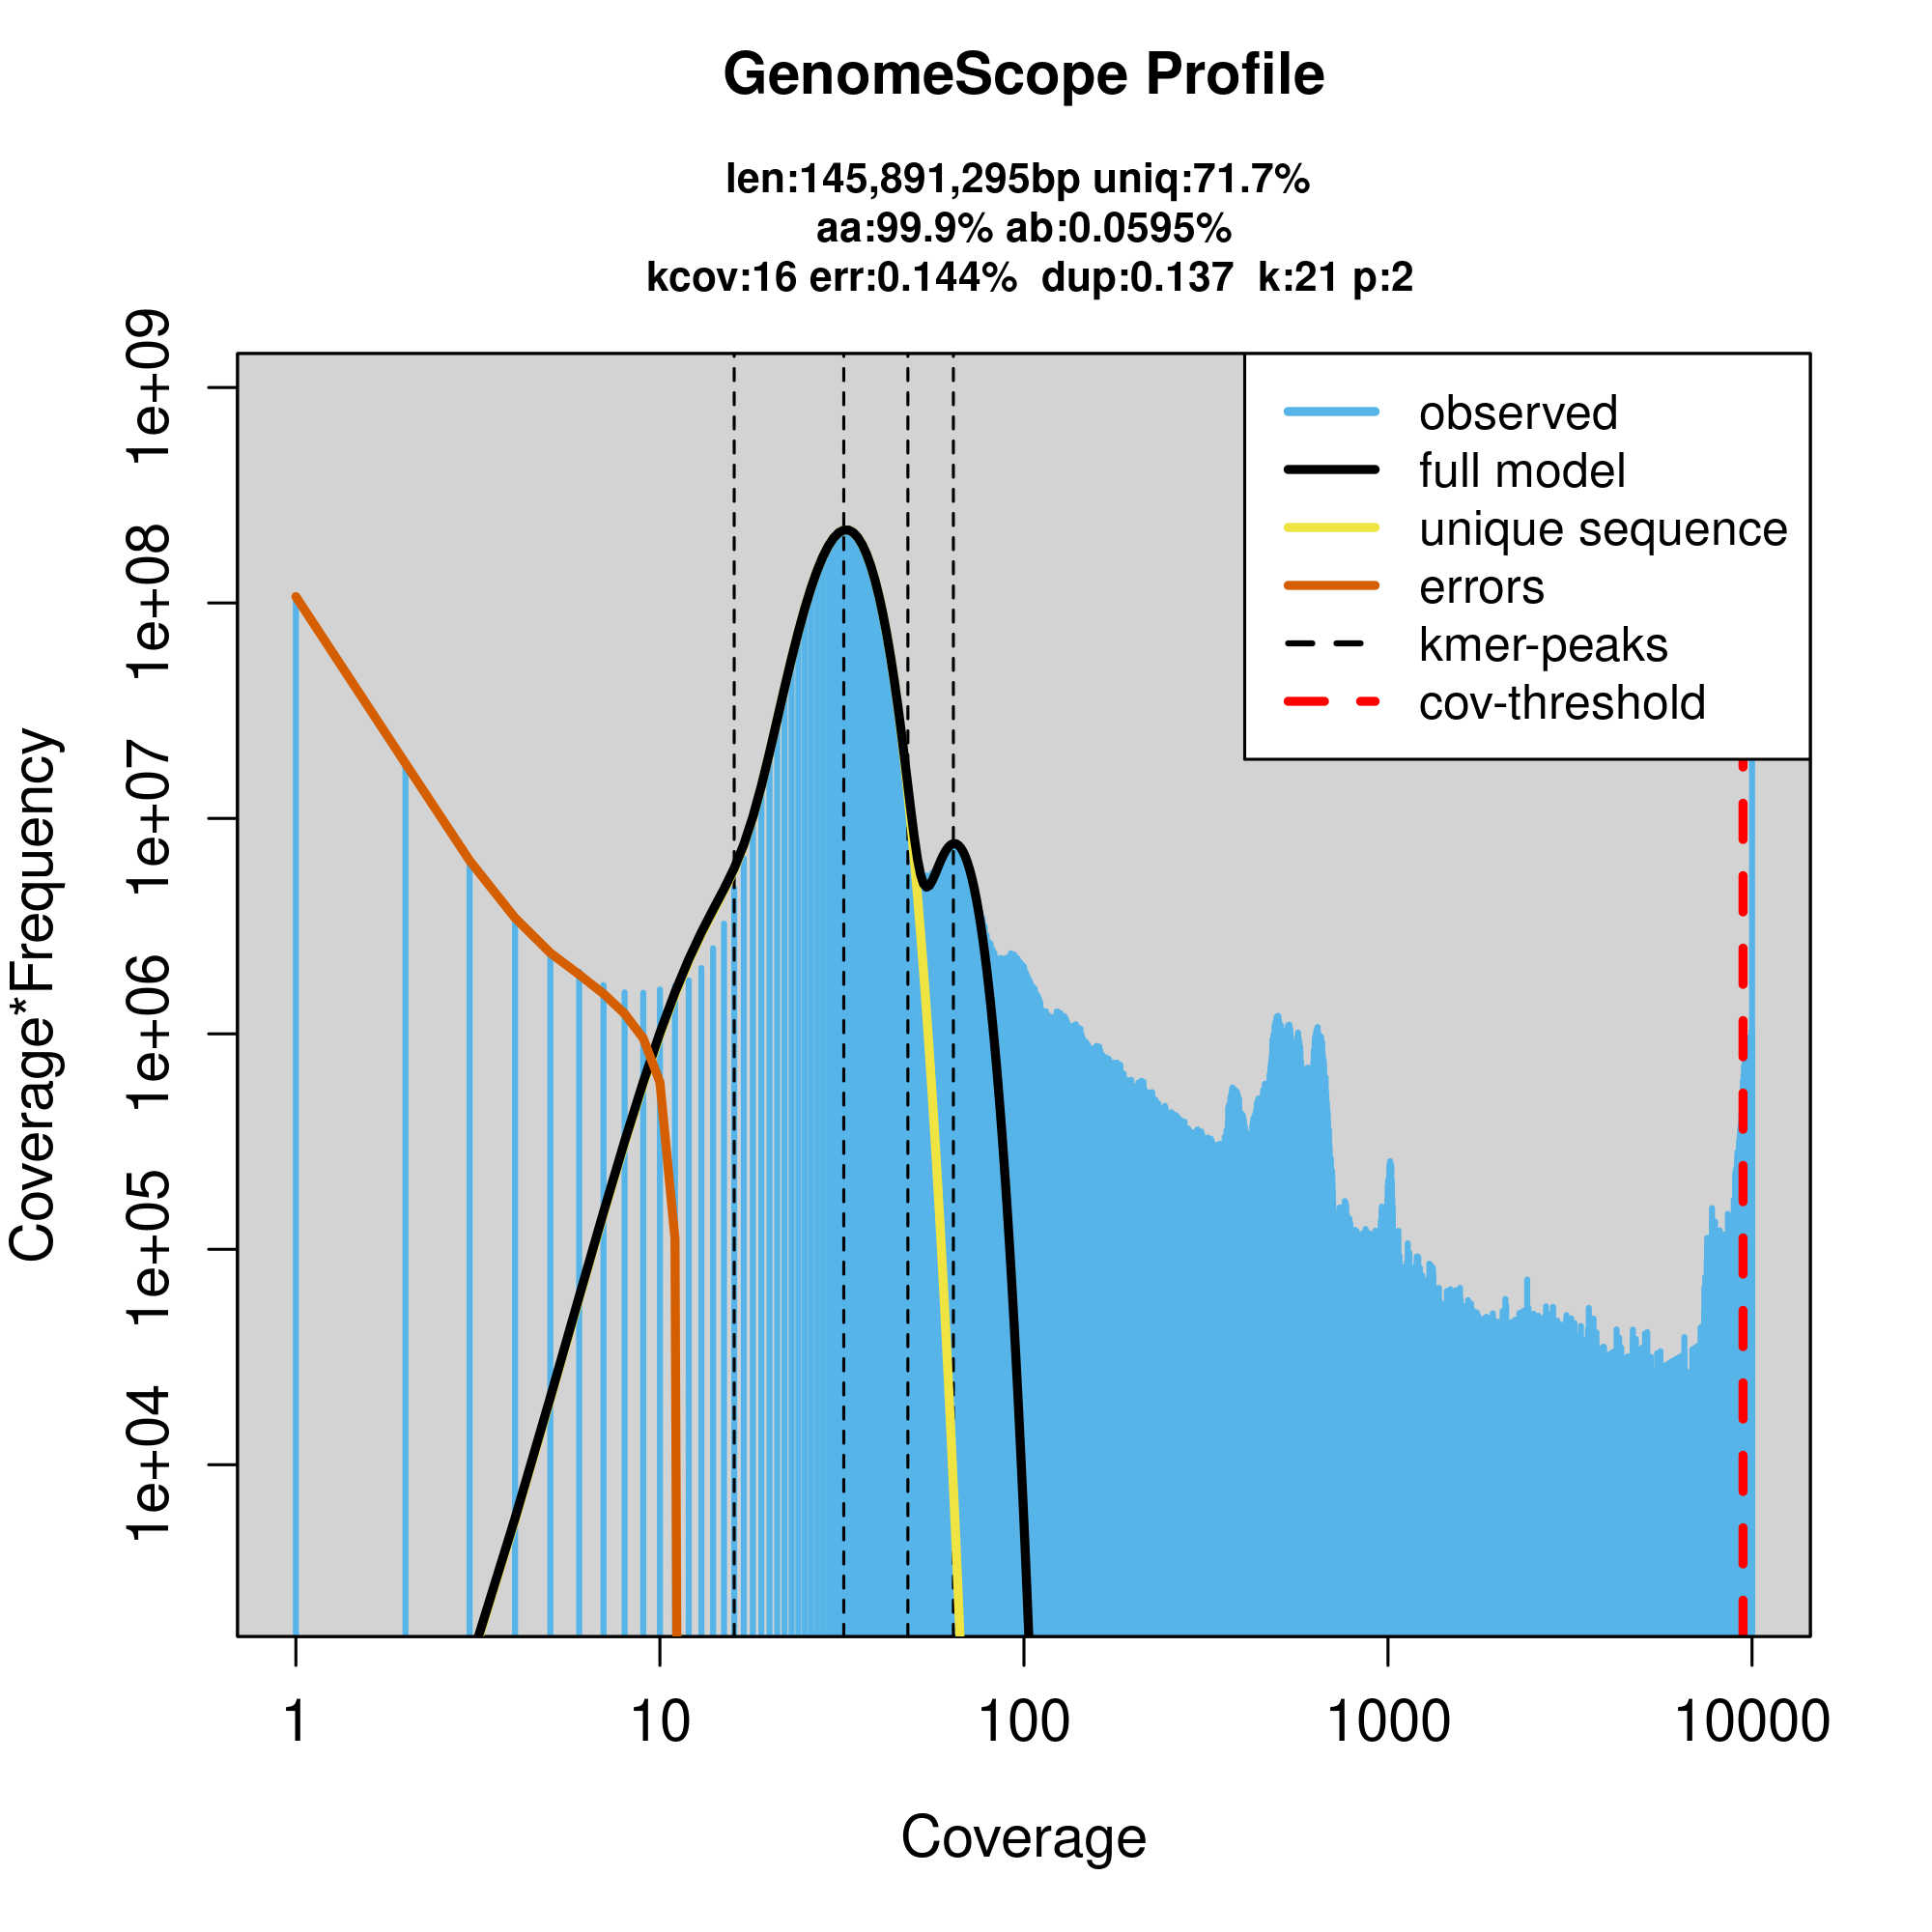 GenomeScope Profile
len:145,891,295bp uniq:71.7%
aa:99.9% ab:0.0595%
kcov:16 err:0.144% dup:0.137 k:21 p:2
observed
full model
unique sequence
errors
kmer-peaks
cov-threshold
Coverage*Frequency
1e+09
1e+08
1e+07
1e+06
1e+05
1e+04
1 10 100 1000 10000
Coverage